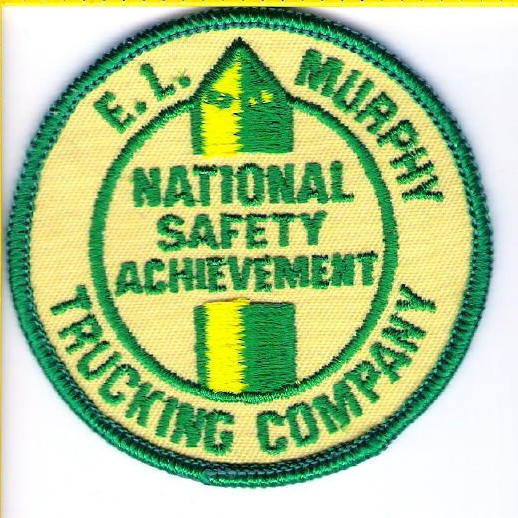 E. L. MURPHY
NATIONAL
SAFETY
ACHIEVEMENT
TRUCKING COMPANY